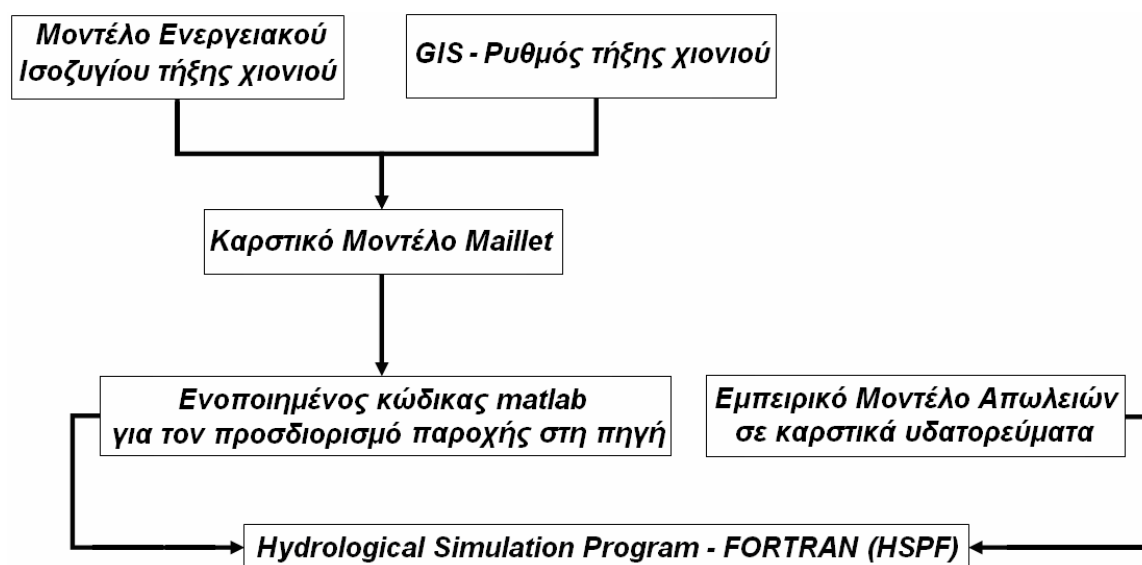 Μοντέλο Ενεργειακού
Ισοζυγίου τήξης χιονιού
GIS - Ρυθμός τήξης χιονιού
Καρστικό Μοντέλο Maillet
Ενοποιημένος κώδικας matlab
για τον προσδιορισμό παροχής στη πηγή
Εμπειρικό Μοντέλο Απωλειών
σε καρστικά υδατορεύματα
Hydrological Simulation Program - FORTRAN (HSPF)